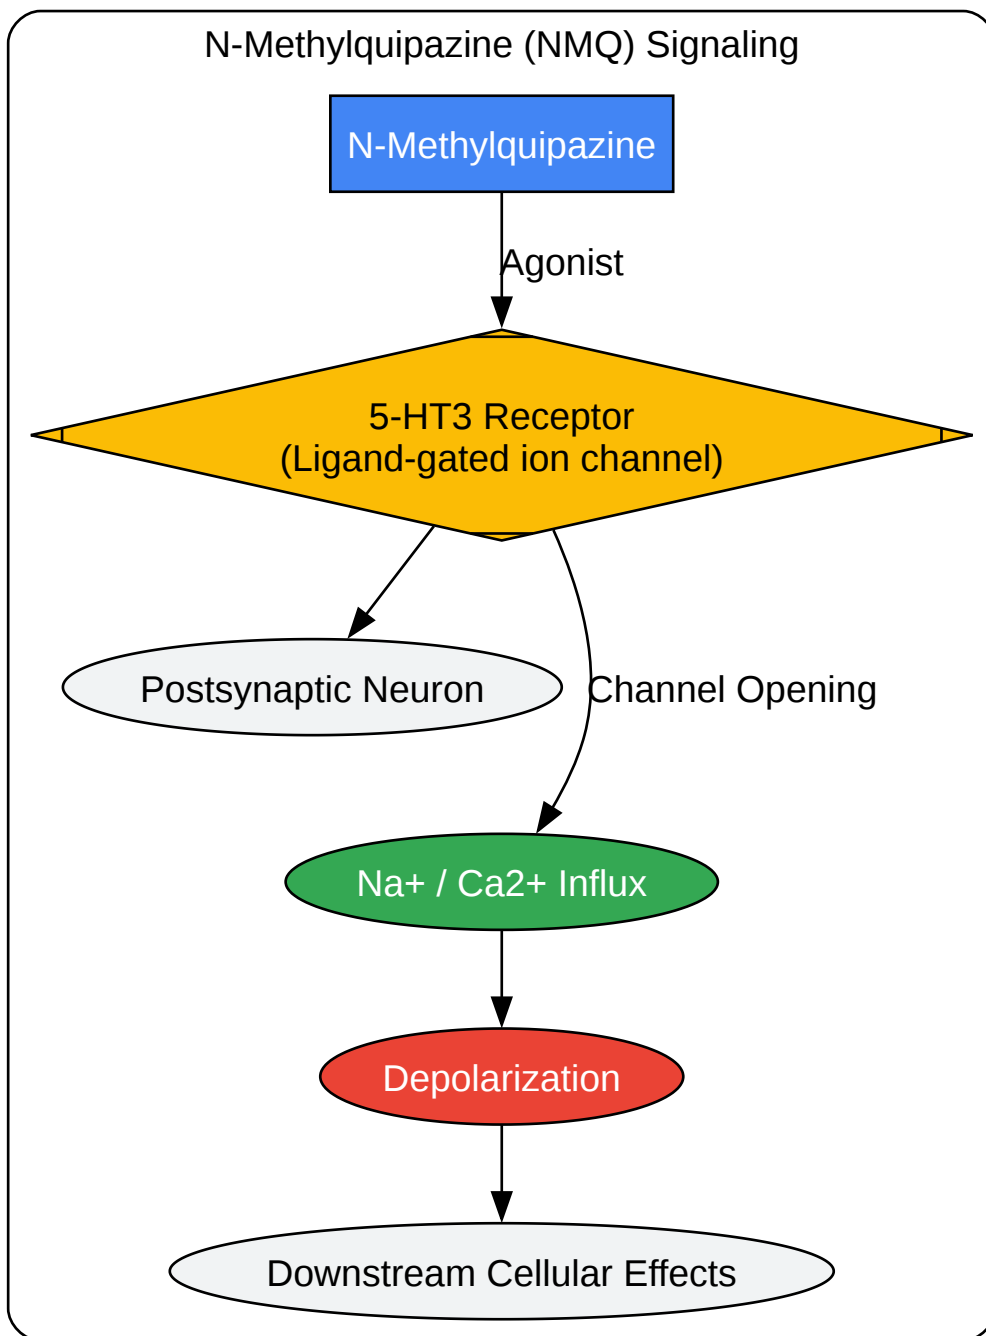 N-Methylquipazine (NMQ) Signaling
N-Methylquipazine
Agonist
5-HT3 Receptor
(Ligand-gated ion channel)
Postsynaptic Neuron
Channel Opening
Na+ / Ca2+ Influx
Depolarization
Downstream Cellular Effects